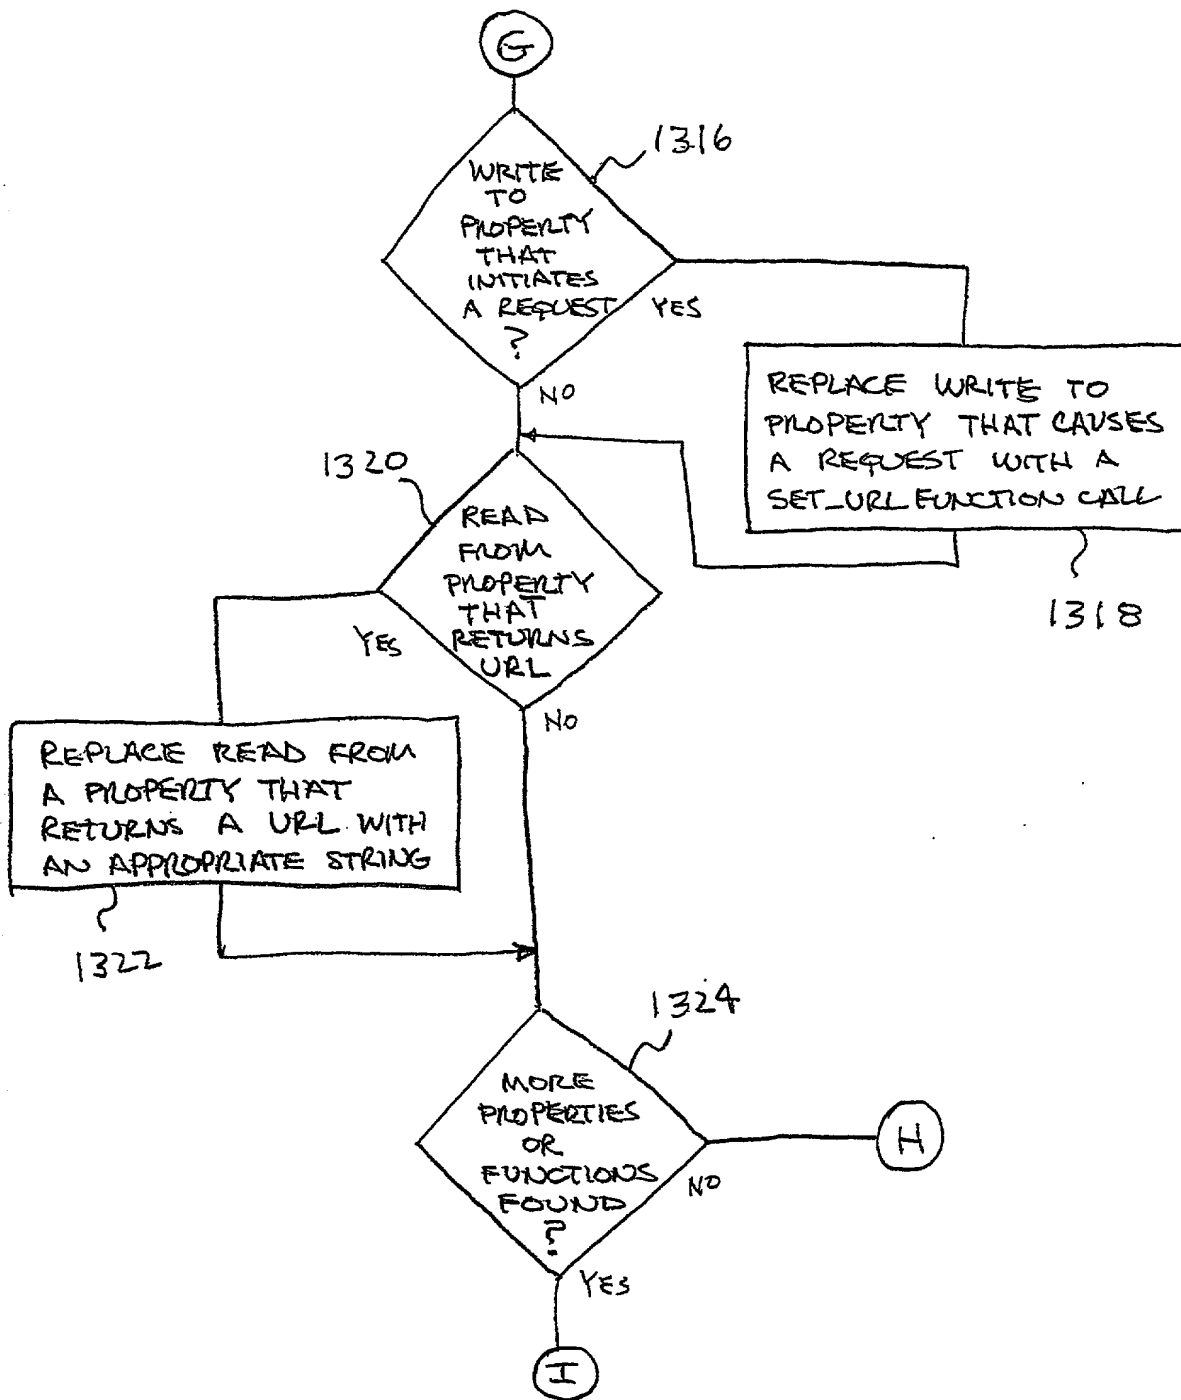 G
1316
WRITE
TO
PROPERTY
THAT
INITIATES
A REQUEST
?
YES
NO
REPLACE WRITE TO
PROPERTY THAT CAUSES
A REQUEST WITH A
SET_URL FUNCTION CALL
1318
1320
READ
FROM
PROPERTY
THAT
RETURNS
URL
YES
NO
REPLACE READ FROM
A PROPERTY THAT
RETURNS A URL WITH
AN APPROPRIATE STRING
1322
1324
MORE
PROPERTIES
OR
FUNCTIONS
FOUND
?
NO
H
YES
I